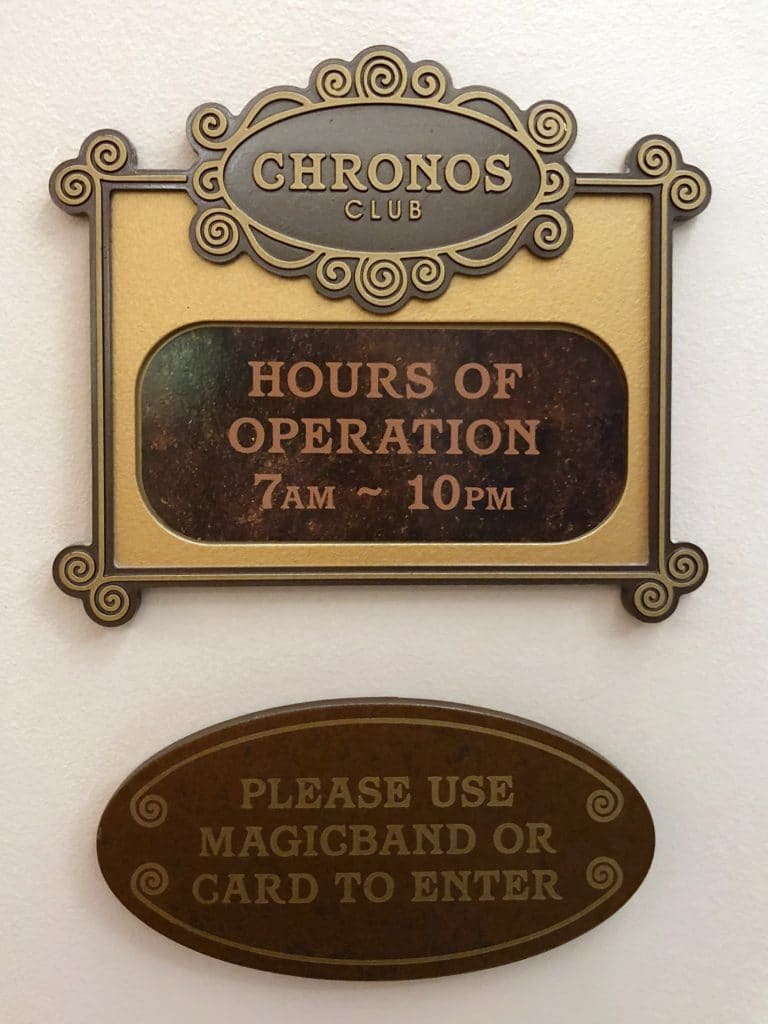 CHRONOS
CLUB
HOURS OF
OPERATION
7AM ~ 10PM
PLEASE USE
MAGICBAND OR
CARD TO ENTER